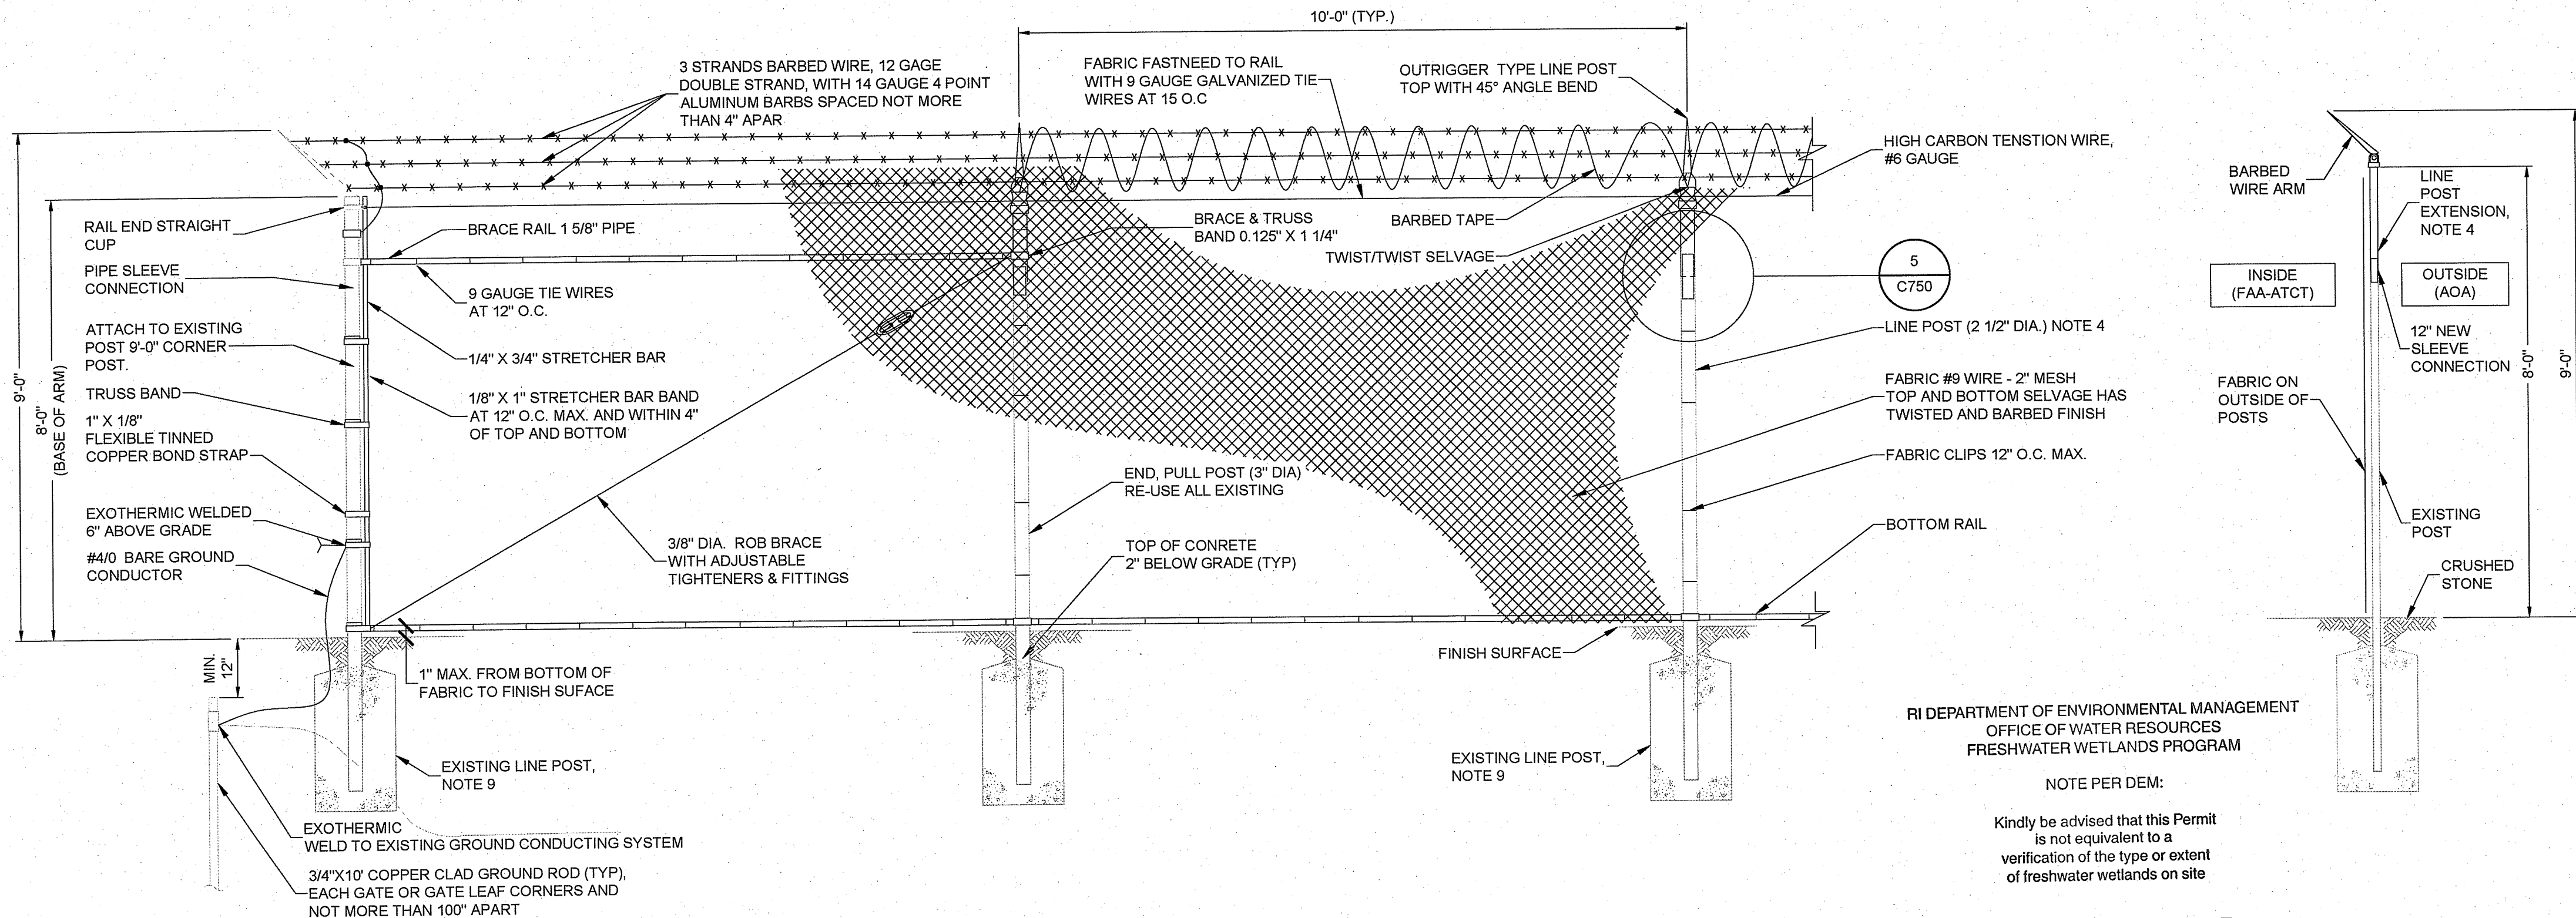 10'-0" (TYP.)
3 STRANDS BARBED WIRE, 12 GAGE
DOUBLE STRAND, WITH 14 GAUGE 4 POINT
ALUMINUM BARBS SPACED NOT MORE
THAN 4" APAR
FABRIC FASTNEED TO RAIL
WITH 9 GAUGE GALVANIZED TIE
WIRES AT 15 O.C
OUTRIGGER TYPE LINE POST
TOP WITH 45° ANGLE BEND
HIGH CARBON TENSTION WIRE,
#6 GAUGE
9'-0"
8'-0"
(BASE OF ARM)
RAIL END STRAIGHT
CUP
PIPE SLEEVE
CONNECTION
ATTACH TO EXISTING
POST 9'-0" CORNER
POST.
TRUSS BAND
1" X 1/8"
FLEXIBLE TINNED
COPPER BOND STRAP
EXOTHERMIC WELDED
6" ABOVE GRADE
#4/0 BARE GROUND
CONDUCTOR
MIN.
12"
BRACE RAIL 1 5/8" PIPE
9 GAUGE TIE WIRES
AT 12" O.C.
1/4" X 3/4" STRETCHER BAR
1/8" X 1" STRETCHER BAR BAND
AT 12" O.C. MAX. AND WITHIN 4"
OF TOP AND BOTTOM
BRACE & TRUSS
BAND 0.125" X 1 1/4"
BARBED TAPE
TWIST/TWIST SELVAGE
5
C750
LINE POST (2 1/2" DIA.) NOTE 4
FABRIC #9 WIRE - 2" MESH
TOP AND BOTTOM SELVAGE HAS
TWISTED AND BARBED FINISH
FABRIC CLIPS 12" O.C. MAX.
BOTTOM RAIL
END, PULL POST (3" DIA)
RE-USE ALL EXISTING
3/8" DIA. ROB BRACE
WITH ADJUSTABLE
TIGHTENERS & FITTINGS
TOP OF CONRETE
2" BELOW GRADE (TYP)
FINISH SURFACE
1" MAX. FROM BOTTOM OF
FABRIC TO FINISH SUFACE
EXISTING LINE POST,
NOTE 9
EXISTING LINE POST,
NOTE 9
EXOTHERMIC
WELD TO EXISTING GROUND CONDUCTING SYSTEM
3/4"X10' COPPER CLAD GROUND ROD (TYP),
EACH GATE OR GATE LEAF CORNERS AND
NOT MORE THAN 100" APART
BARBED
WIRE ARM
LINE
POST
EXTENSION,
NOTE 4
INSIDE
(FAA-ATCT)
OUTSIDE
(AOA)
12" NEW
SLEEVE
CONNECTION
8'-0"
9'-0"
FABRIC ON
OUTSIDE OF
POSTS
EXISTING
POST
CRUSHED
STONE
RI DEPARTMENT OF ENVIRONMENTAL MANAGEMENT
OFFICE OF WATER RESOURCES
FRESHWATER WETLANDS PROGRAM
NOTE PER DEM:
Kindly be advised that this Permit
is not equivalent to a
verification of the type or extent
of freshwater wetlands on site